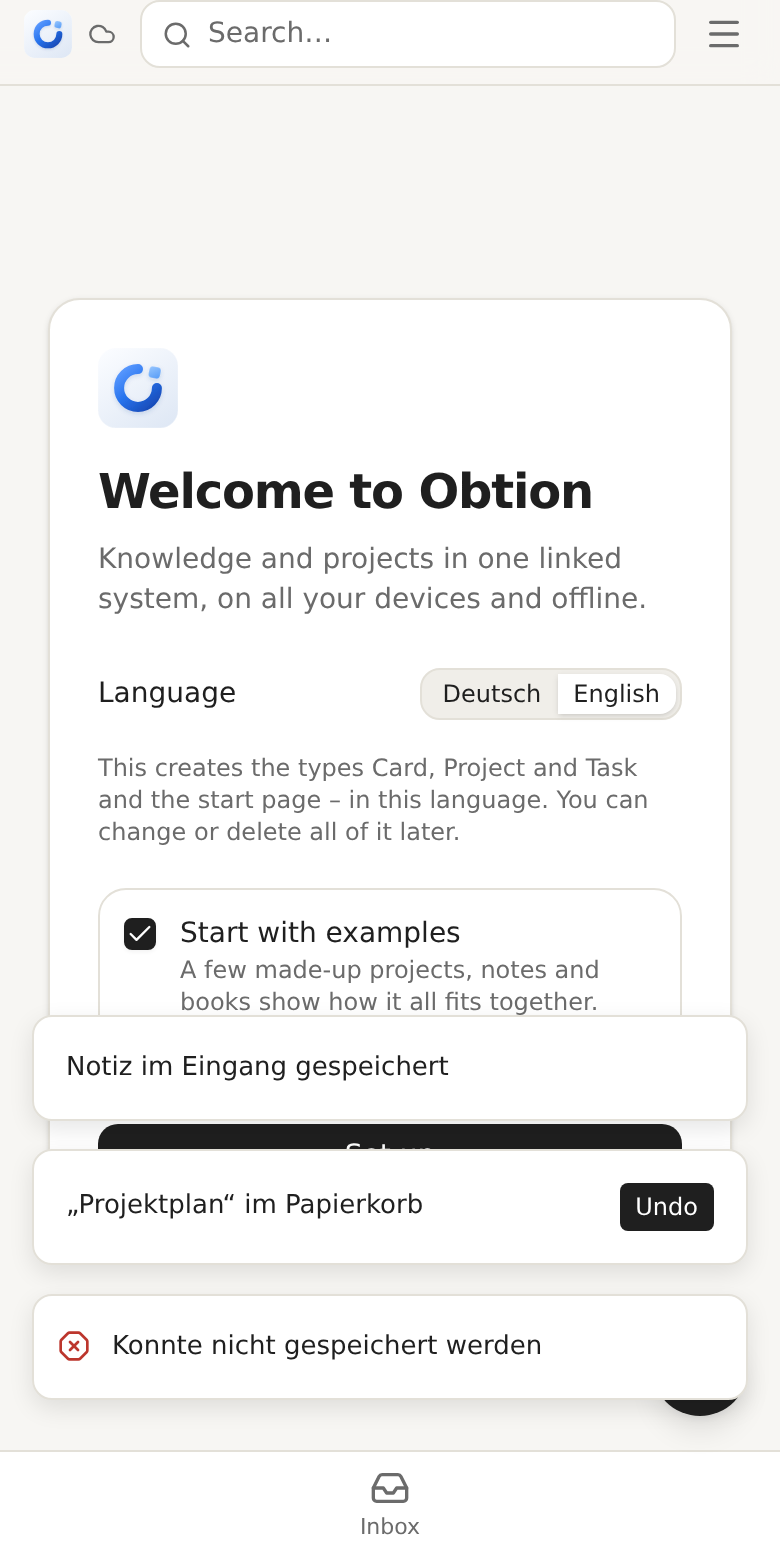 Search…
Welcome to Obtion
Knowledge and projects in one linked
system, on all your devices and offline.
Language
Deutsch
English
This creates the types Card, Project and Task
and the start page – in this language. You can
change or delete all of it later.
Start with examples
A few made-up projects, notes and
books show how it all fits together.
Notiz im Eingang gespeichert
„Projektplan“ im Papierkorb
Undo
Konnte nicht gespeichert werden
Inbox